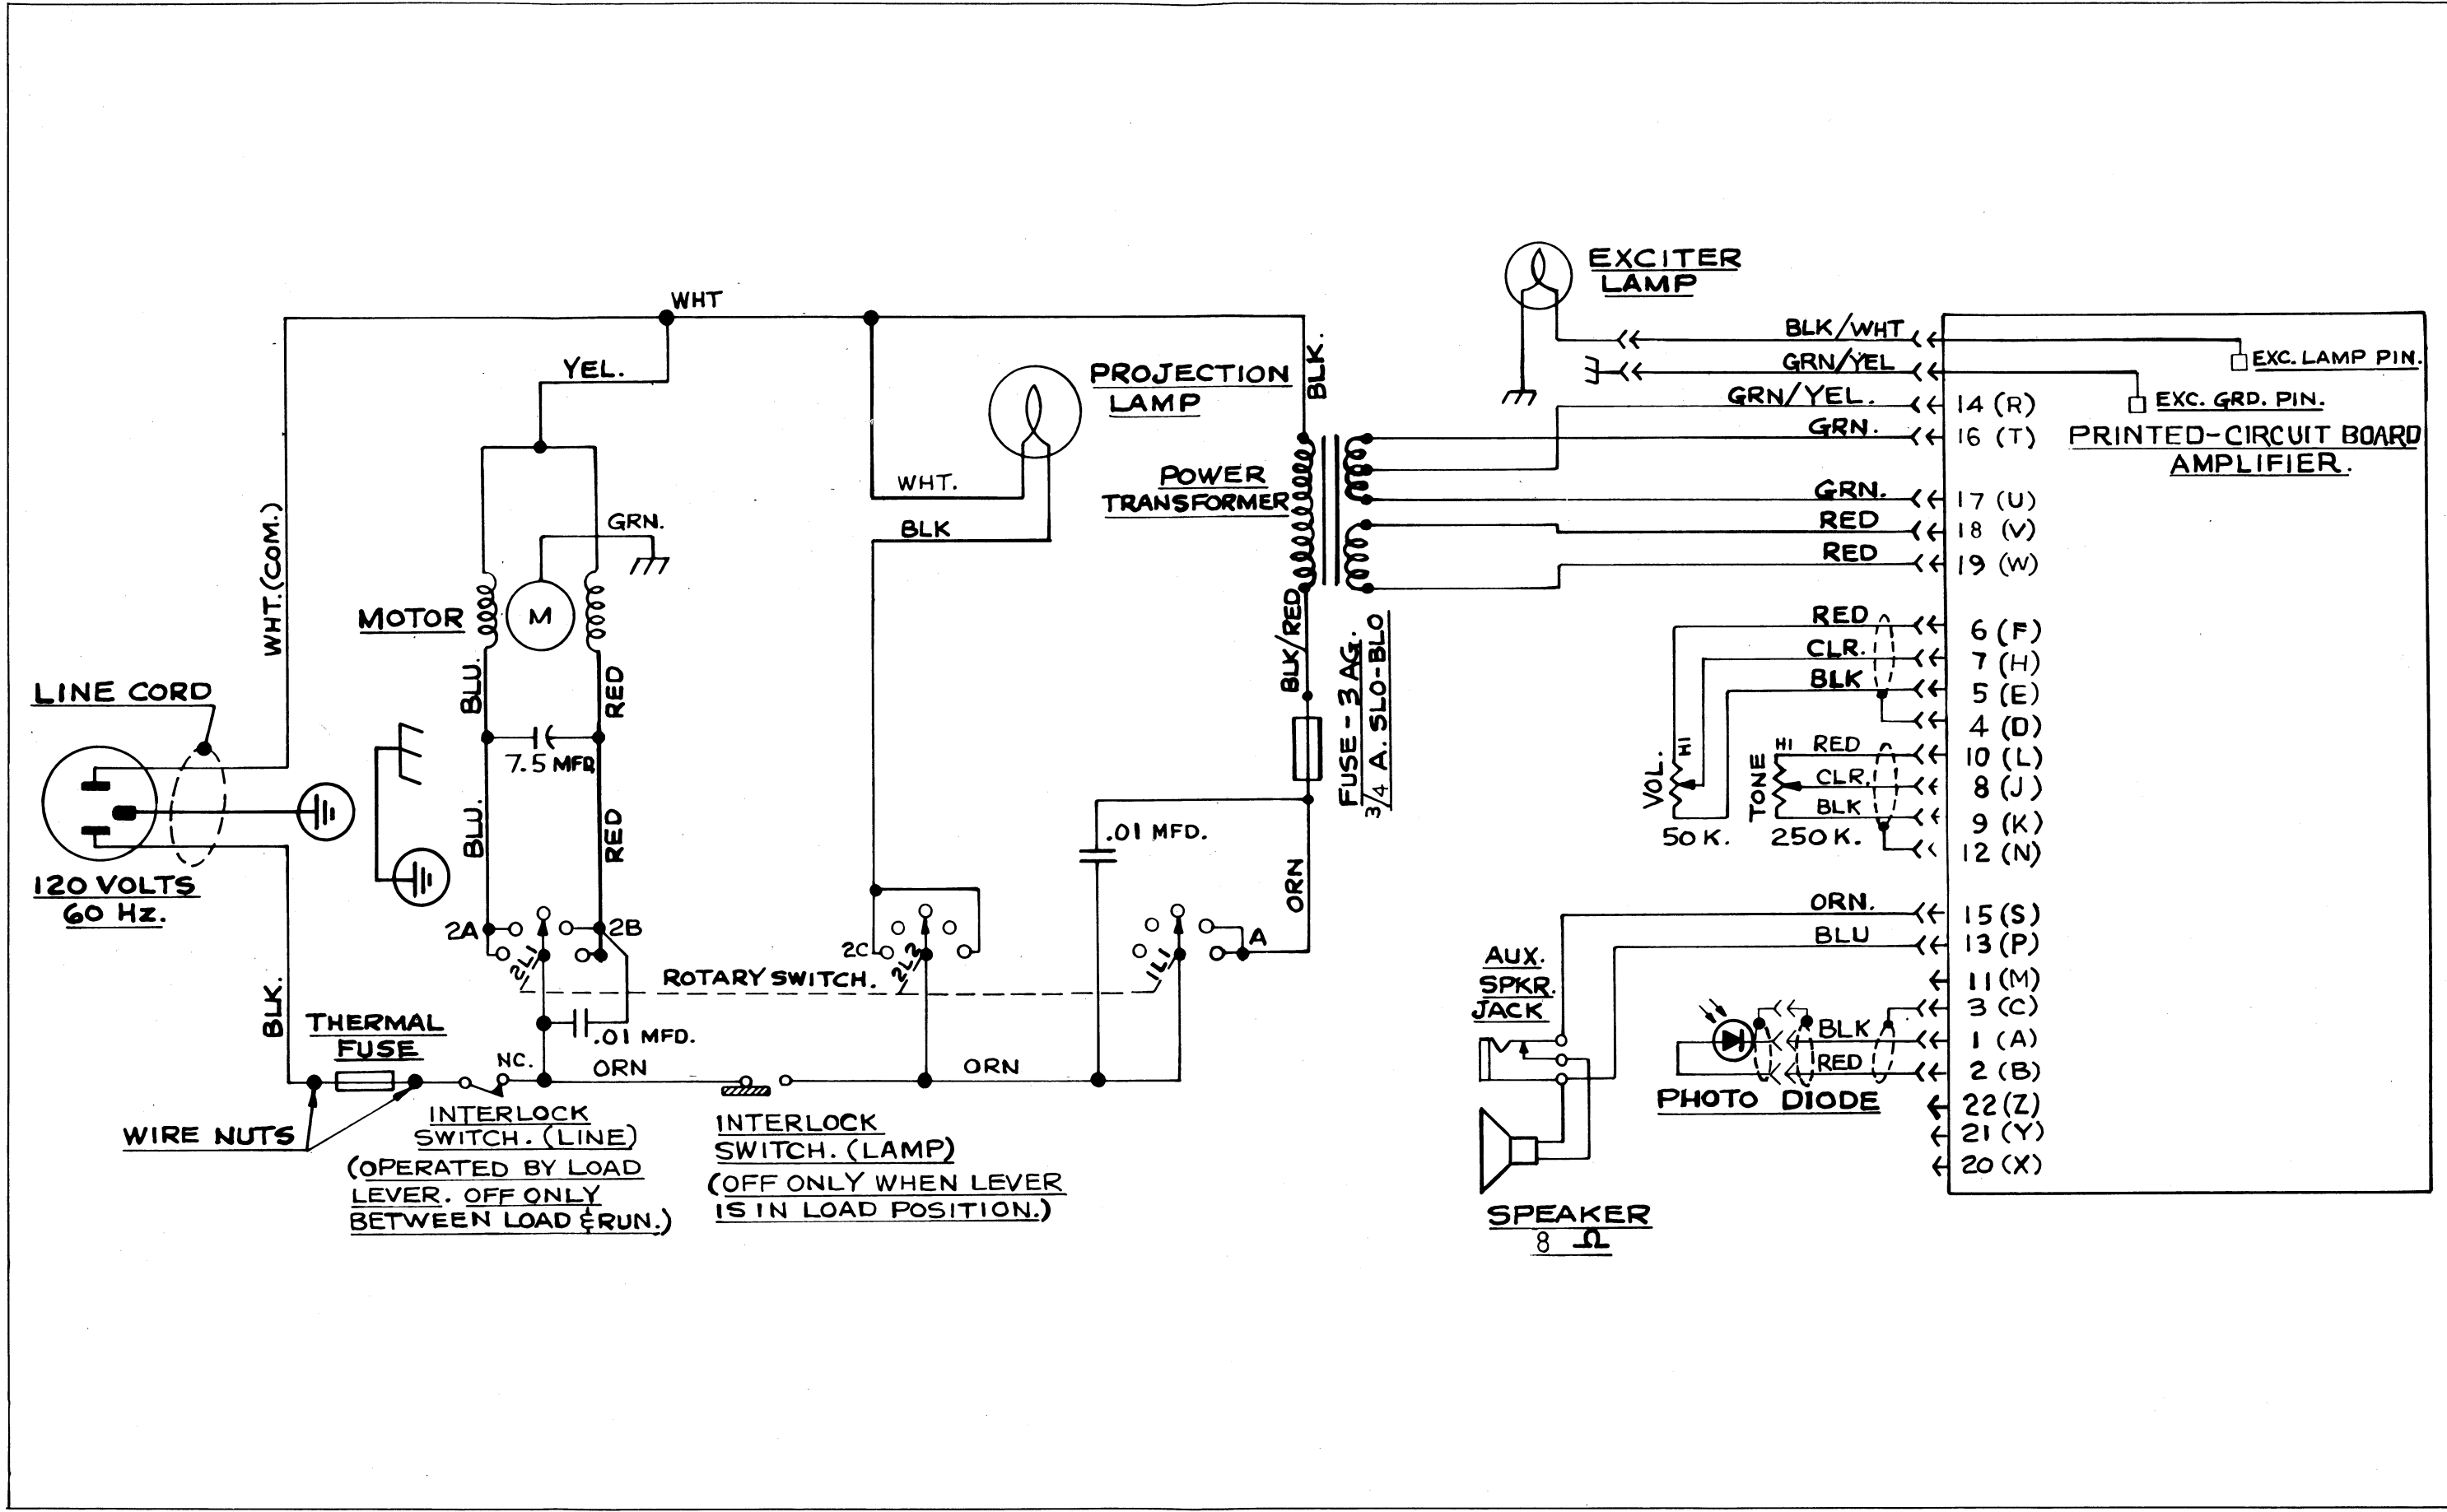 WHT
YEL.
WHT.(COM.)
GRN.
MOTOR
M
BLU.
RED
7.5 MFD
BLU.
RED
LINE CORD
120 VOLTS
60 Hz.
2A
2B
2L1
BLK.
THERMAL
FUSE
WIRE NUTS
NC.
.01 MFD.
ORN
INTERLOCK
SWITCH. (LINE)
(OPERATED BY LOAD
LEVER. OFF ONLY
BETWEEN LOAD & RUN.)
INTERLOCK
SWITCH. (LAMP)
(OFF ONLY WHEN LEVER
IS IN LOAD POSITION.)
ROTARY SWITCH.
PROJECTION
LAMP
WHT.
BLK
2C
2L2
ORN
1L1
A
.01 MFD.
ORN
BLK.
POWER
TRANSFORMER
BLK/RED
FUSE-3AG.
3/4 A. SLO-BLO
EXCITER
LAMP
BLK/WHT
EXC. LAMP PIN.
GRN/YEL
EXC. GRD. PIN.
GRN/YEL. 14 (R)
GRN. 16 (T)
PRINTED-CIRCUIT BOARD
AMPLIFIER.
GRN. 17 (U)
RED 18 (V)
RED 19 (W)
RED 6 (F)
CLR. 7 (H)
BLK 5 (E)
4 (D)
VOL.
HI
50 K.
TONE
HI RED 10 (L)
CLR. 8 (J)
BLK 9 (K)
250 K.
12 (N)
ORN. 15 (S)
BLU 13 (P)
11 (M)
3 (C)
BLK 1 (A)
RED 2 (B)
PHOTO DIODE
22 (Z)
21 (Y)
20 (X)
AUX.
SPKR.
JACK
SPEAKER
8 Ω